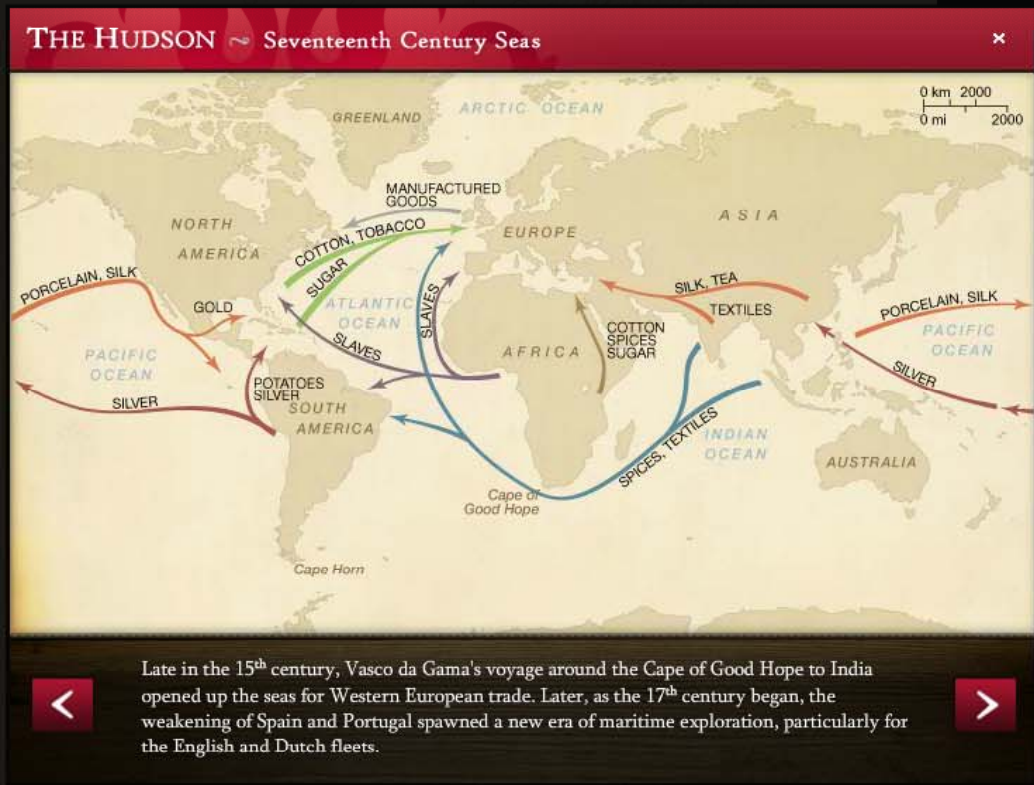 THE HUDSON ~ Seventeenth Century Seas
×
0 km 2000
0 mi 2000
ARCTIC OCEAN
GREENLAND
MANUFACTURED
GOODS
NORTH
AMERICA
COTTON, TOBACCO
EUROPE
ASIA
SUGAR
PORCELAIN, SILK
GOLD
ATLANTIC
OCEAN
SLAVES
SILK, TEA
TEXTILES
PORCELAIN, SILK
PACIFIC
OCEAN
SLAVES
AFRICA
COTTON
SPICES
SUGAR
PACIFIC
OCEAN
SILVER
POTATOES
SILVER
SOUTH
AMERICA
SILVER
SPICES, TEXTILES
INDIAN
OCEAN
AUSTRALIA
Cape of
Good Hope
Cape Horn
Late in the 15th century, Vasco da Gama's voyage around the Cape of Good Hope to India
opened up the seas for Western European trade. Later, as the 17th century began, the
weakening of Spain and Portugal spawned a new era of maritime exploration, particularly for
the English and Dutch fleets.